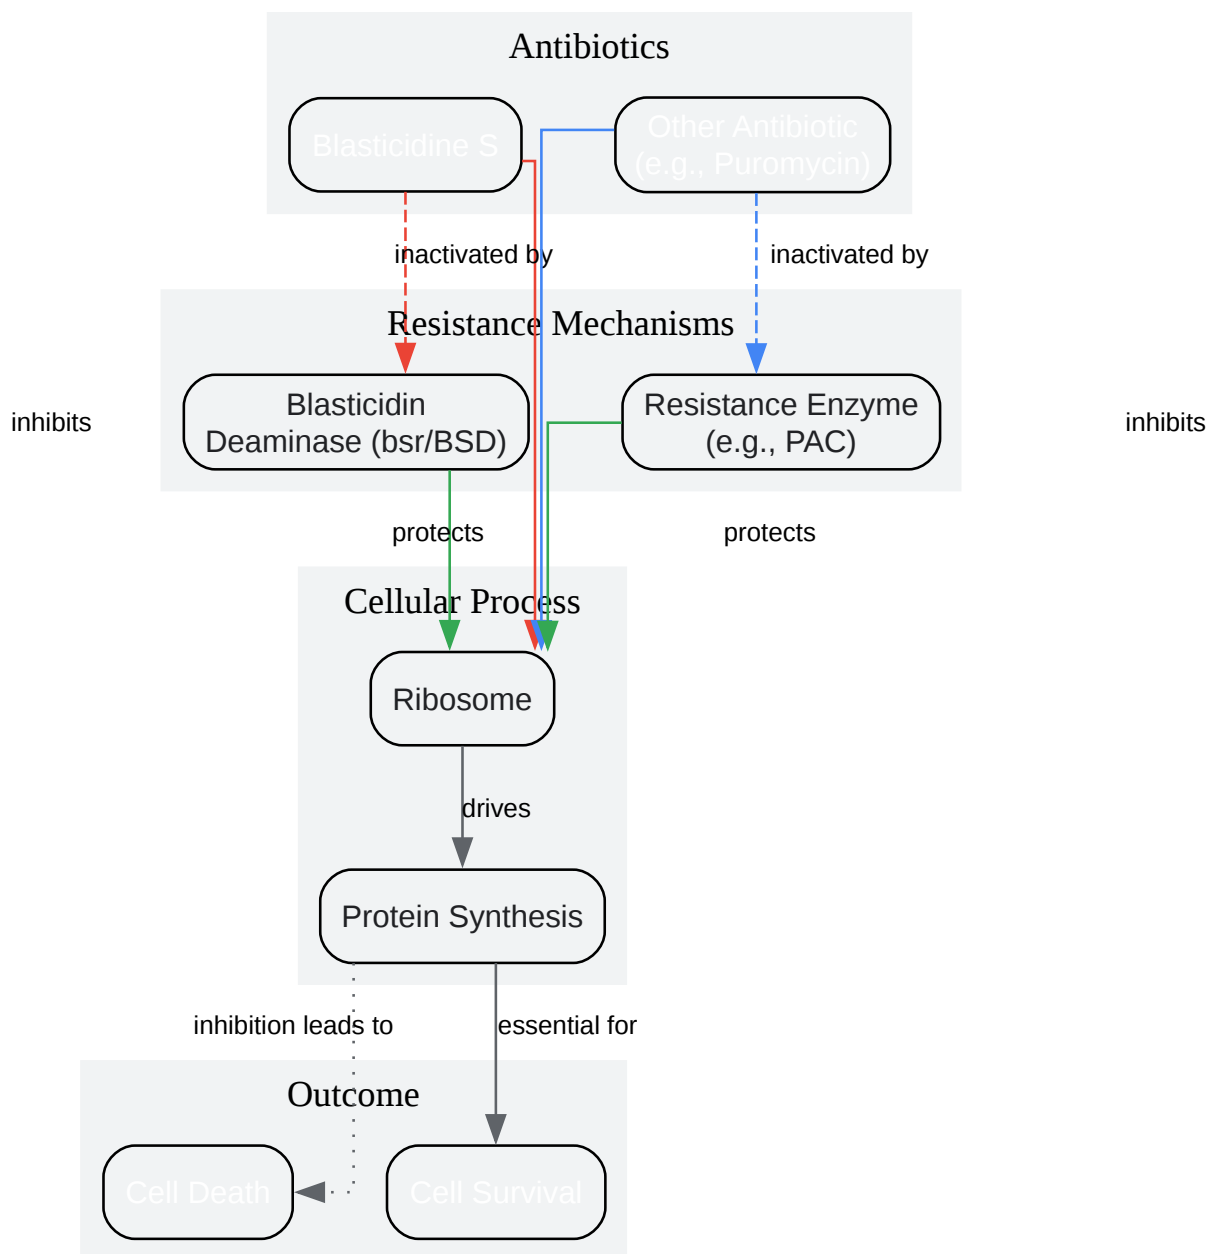 Antibiotics
Blasticidine S
Other Antibiotic
(e.g., Puromycin)
inactivated by
inactivated by
Resistance Mechanisms
Blasticidin
Deaminase (bsr/BSD)
Resistance Enzyme
(e.g., PAC)
inhibits
inhibits
protects
protects
Cellular Process
Ribosome
drives
Protein Synthesis
inhibition leads to
essential for
Outcome
Cell Death
Cell Survival